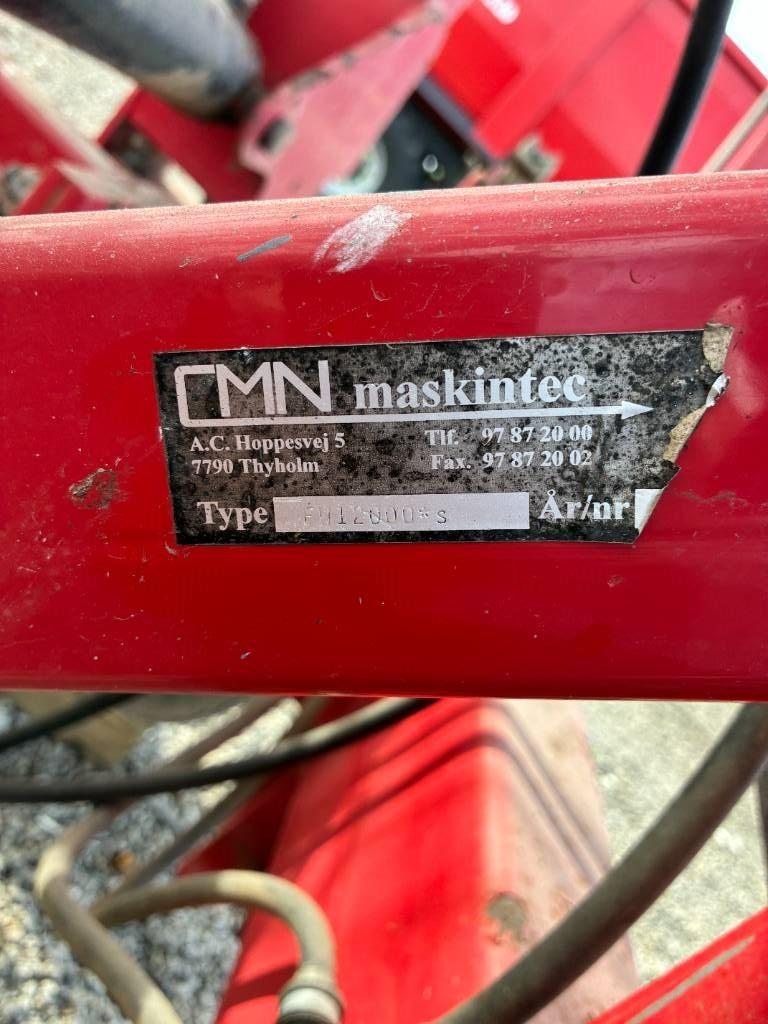 CMN maskintec
A.C. Hoppesvej 5 Tlf. 97 87 20 00
7790 Thyholm Fax. 97 87 20 02
Type År/nr